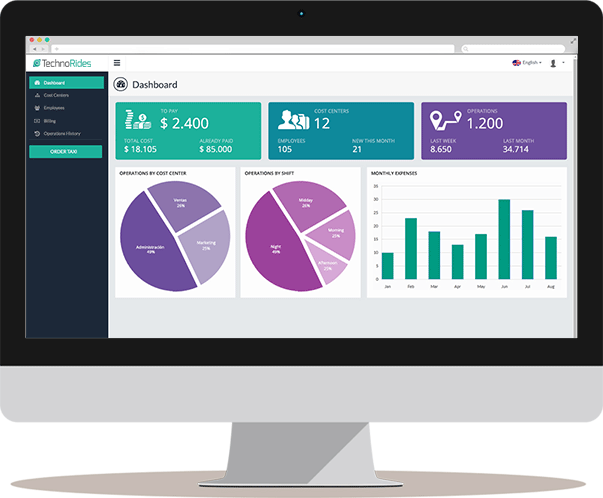 TechnoRides
English
Dashboard
Cost Centers
Employees
Billing
Operations History
ORDER TAXI
Dashboard
TO PAY
$ 2.400
TOTAL COST
$ 18.105
ALREADY PAID
$ 85.000
COST CENTERS
12
EMPLOYEES
105
NEW THIS MONTH
21
OPERATIONS
1.200
LAST WEEK
8.650
LAST MONTH
34.714
OPERATIONS BY COST CENTER
Ventas
26%
Marketing
25%
Administración
49%
OPERATIONS BY SHIFT
Midday
26%
Morning
25%
Afternoon
25%
Night
49%
MONTHLY EXPENSES
35
30
25
20
15
10
5
0
Jan Feb Mar Apr May Jun Jul Aug